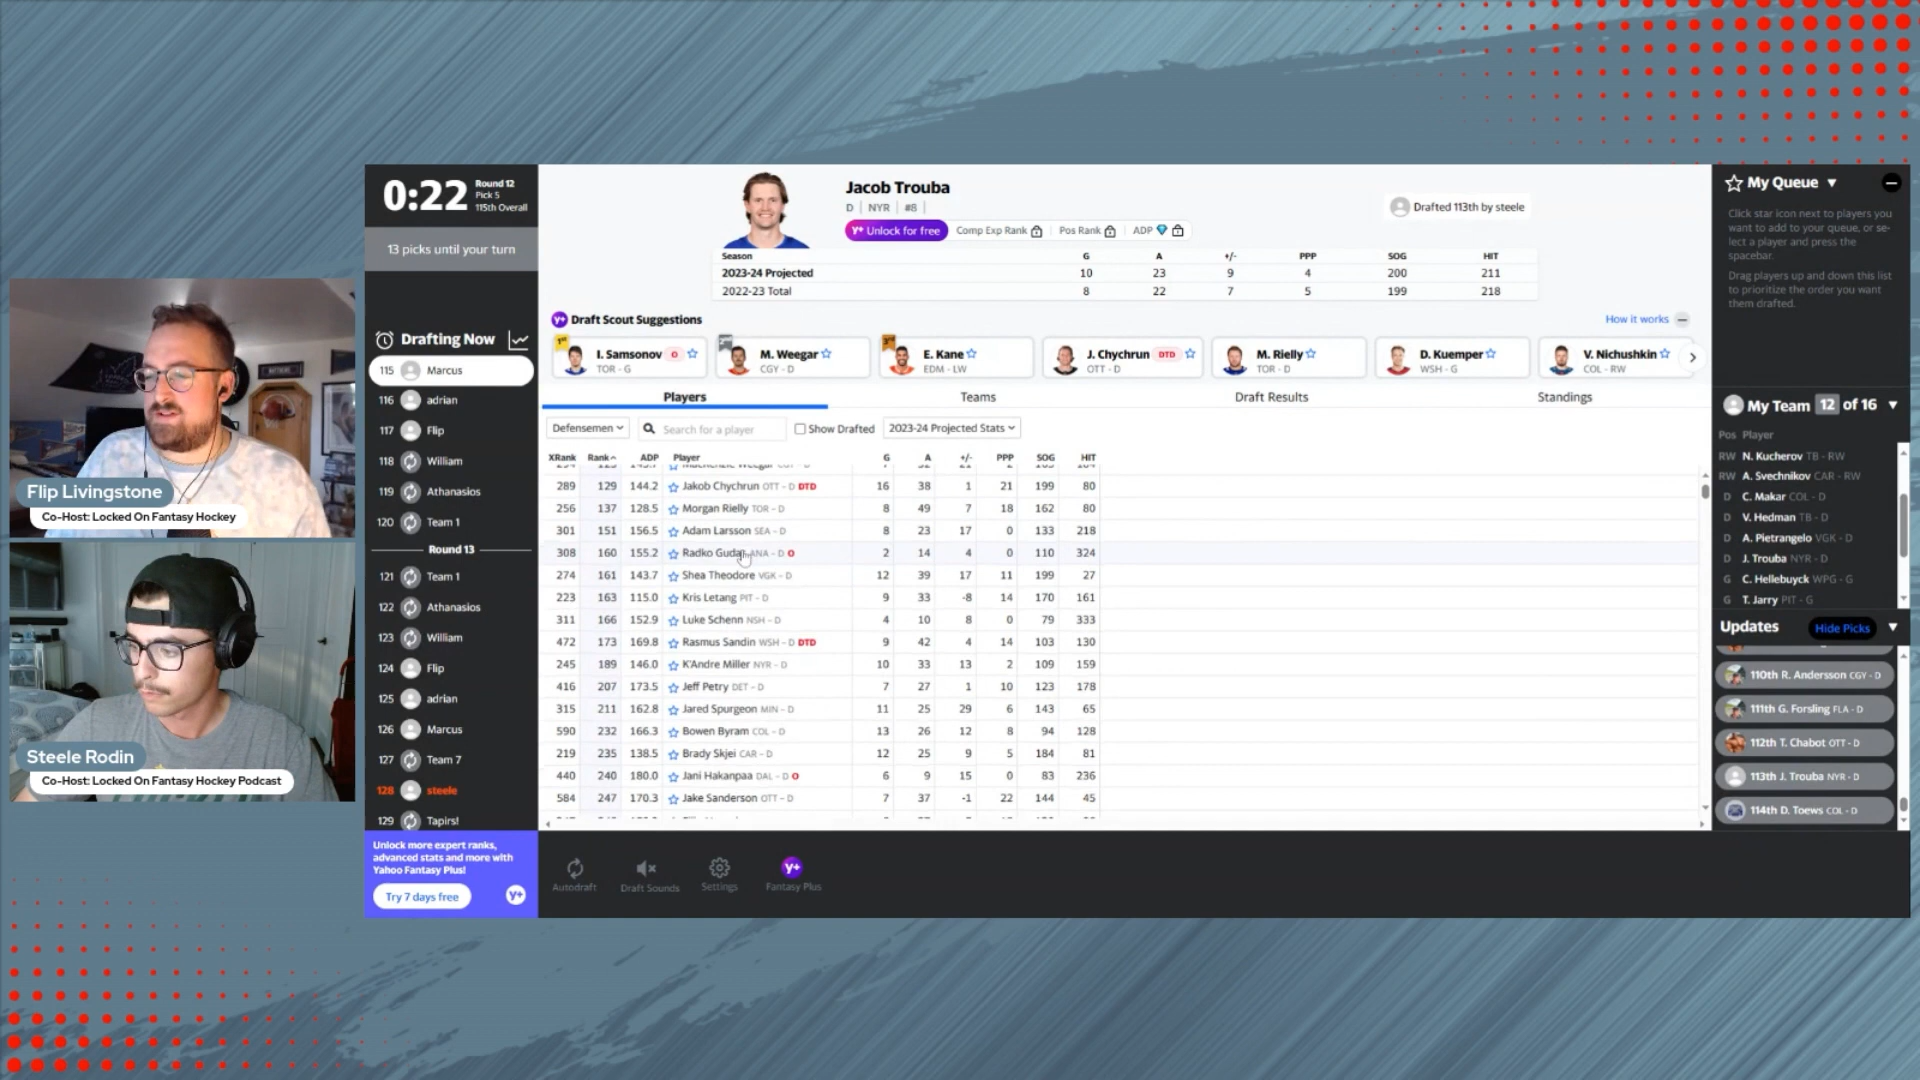 0:22
Round 12
Pick 5
115th Overall
13 picks until your turn
Drafting Now
115 Marcus
116 adrian
117 Flip
118 William
119 Athanasios
120 Team 1
Round 13
121 Team 1
122 Athanasios
123 William
124 Flip
125 adrian
126 Marcus
127 Team 7
128 steele
129 Tapirs!
Unlock more expert ranks,
advanced stats and more with
Yahoo Fantasy Plus!
Try 7 days free
y+
Flip Livingstone
Co-Host: Locked On Fantasy Hockey
Steele Rodin
Co-Host: Locked On Fantasy Hockey Podcast
Jacob Trouba
D | NYR | #8 |
Y+ Unlock for free Comp Exp Rank | Pos Rank | ADP
Drafted 113th by steele
Season G A +/- PPP SOG HIT
2023-24 Projected 10 23 9 4 200 211
2022-23 Total 8 22 7 5 199 218
Y+ Draft Scout Suggestions
How it works
1st I. Samsonov O
TOR - G
M. Weegar
CGY - D
E. Kane
EDM - LW
J. Chychrun DTD
OTT - D
M. Rielly
TOR - D
D. Kuemper
WSH - G
V. Nichushkin
COL - RW
Players Teams Draft Results Standings
Defensemen Search for a player Show Drafted 2023-24 Projected Stats
XRank Rank ADP Player G A +/- PPP SOG HIT
289 129 144.2 Jakob Chychrun OTT - D DTD 16 38 1 21 199 80
256 137 128.5 Morgan Rielly TOR - D 8 49 7 18 162 80
301 151 156.5 Adam Larsson SEA - D 8 23 17 0 133 218
308 160 155.2 Radko Gudas ANA - D O 2 14 4 0 110 324
274 161 143.7 Shea Theodore VGK - D 12 39 17 11 199 27
223 163 115.0 Kris Letang PIT - D 9 33 -8 14 170 161
311 166 152.9 Luke Schenn NSH - D 4 10 8 0 79 333
472 173 169.8 Rasmus Sandin WSH - D DTD 9 42 4 14 103 130
245 189 146.0 K'Andre Miller NYR - D 10 33 13 2 109 159
416 207 173.5 Jeff Petry DET - D 7 27 1 10 123 178
315 211 162.8 Jared Spurgeon MIN - D 11 25 29 6 143 65
590 232 166.3 Bowen Byram COL - D 13 26 12 8 94 128
219 235 138.5 Brady Skjei CAR - D 12 25 9 5 184 81
440 240 180.0 Jani Hakanpaa DAL - D O 6 9 15 0 83 236
584 247 170.3 Jake Sanderson OTT - D 7 37 -1 22 144 45
Autodraft Draft Sounds Settings Fantasy Plus
My Queue
Click star icon next to players you
want to add to your queue, or se-
lect a player and press the
spacebar.
Drag players up and down this list
to prioritize the order you want
them drafted.
My Team 12 of 16
Pos Player
RW N. Kucherov TB - RW
RW A. Svechnikov CAR - RW
D C. Makar COL - D
D V. Hedman TB - D
D A. Pietrangelo VGK - D
D J. Trouba NYR - D
G C. Hellebuyck WPG - G
G T. Jarry PIT - G
Updates Hide Picks
110th R. Andersson CGY - D
111th G. Forsling FLA - D
112th T. Chabot OTT - D
113th J. Trouba NYR - D
114th D. Toews COL - D